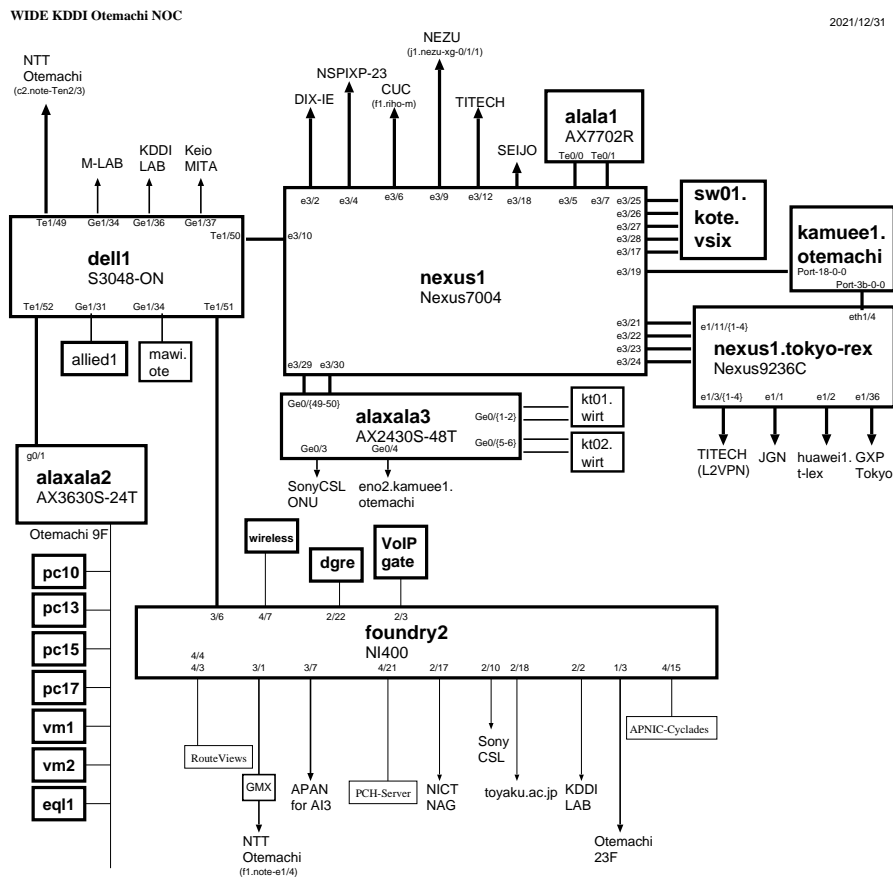 WIDE KDDI Otemachi NOC
2021/12/31
NTT
Otemachi
(c2.note-Ten2/3)
M-LAB
KDDI
LAB
Keio
MITA
DIX-IE
NSPIXP-23
CUC
(f1.riho-m)
NEZU
(j1.nezu-xg-0/1/1)
TITECH
SEIJO
alala1
AX7702R
Te0/0
Te0/1
Te1/49
Ge1/34
Ge1/36
Ge1/37
Te1/50
dell1
S3048-ON
Te1/52
Ge1/31
Ge1/34
Te1/51
allied1
mawi.
ote
e3/2
e3/4
e3/6
e3/9
e3/12
e3/18
e3/5
e3/7
e3/25
e3/26
e3/27
e3/28
e3/17
e3/10
e3/19
nexus1
Nexus7004
e3/21
e3/22
e3/23
e3/24
e3/29
e3/30
sw01.
kote.
vsix
kamuee1.
otemachi
Port-18-0-0
Port-3b-0-0
eth1/4
e1/11/{1-4}
nexus1.tokyo-rex
Nexus9236C
e1/3/{1-4}
e1/1
e1/2
e1/36
TITECH
(L2VPN)
JGN
huawei1.
t-lex
GXP
Tokyo
Ge0/{49-50}
alaxala3
AX2430S-48T
Ge0/{1-2}
Ge0/{5-6}
Ge0/3
Ge0/4
kt01.
wirt
kt02.
wirt
SonyCSL
ONU
eno2.kamuee1.
otemachi
g0/1
alaxala2
AX3630S-24T
Otemachi 9F
pc10
pc13
pc15
pc17
vm1
vm2
eql1
wireless
dgre
VoIP
gate
3/6
4/7
2/22
2/3
foundry2
NI400
4/4
4/3
3/1
3/7
4/21
2/17
2/10
2/18
2/2
1/3
4/15
RouteViews
GMX
NTT
Otemachi
(f1.note-e1/4)
APAN
for AI3
PCH-Server
NICT
NAG
Sony
CSL
toyaku.ac.jp
KDDI
LAB
Otemachi
23F
APNIC-Cyclades